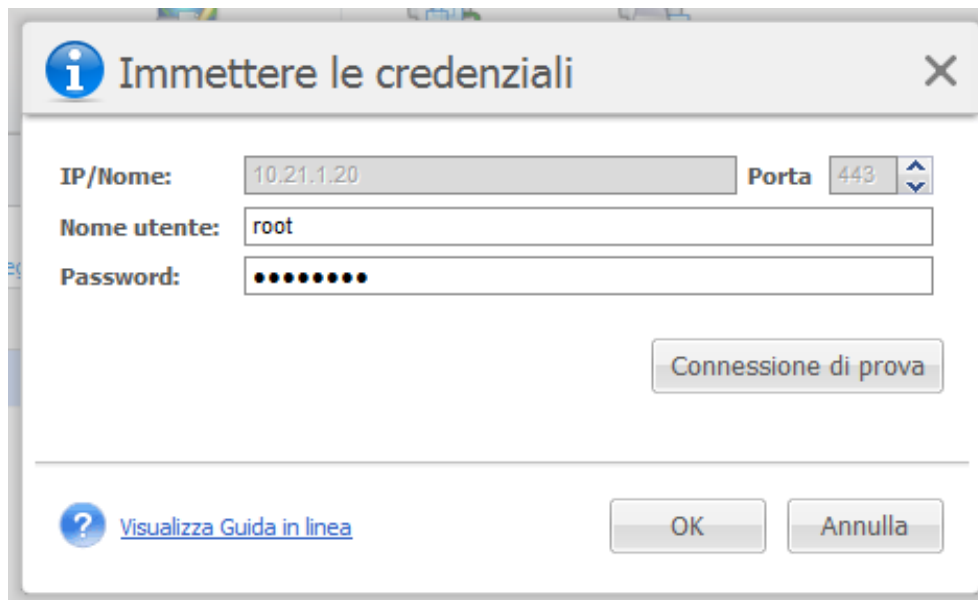 Immettere le credenziali
IP/Nome: 10.21.1.20 Porta 443
Nome utente: root
Password: ●●●●●●●●
Connessione di prova
? Visualizza Guida in linea OK Annulla